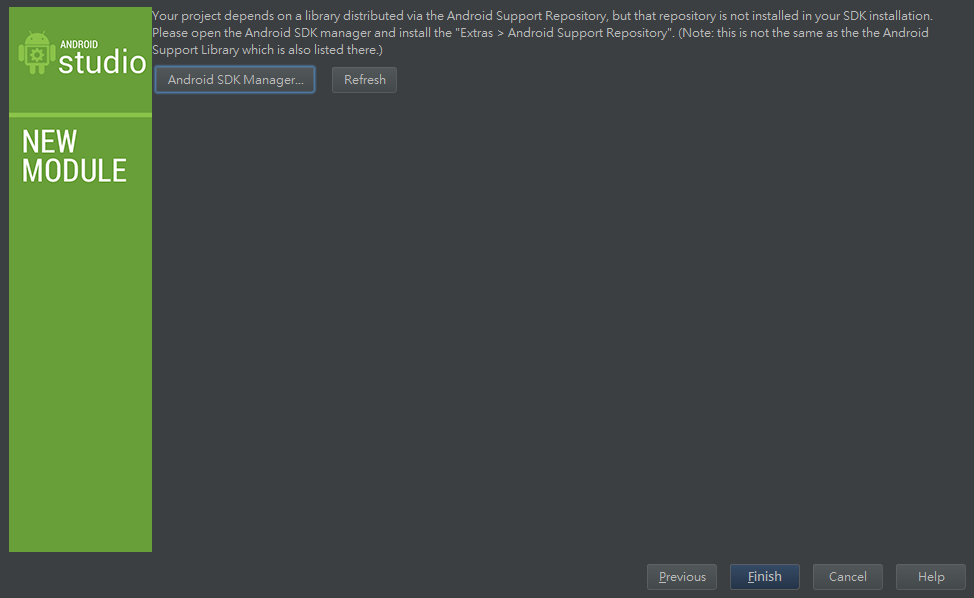 Your project depends on a library distributed via the Android Support Repository, but that repository is not installed in your SDK installation.
Please open the Android SDK manager and install the "Extras > Android Support Repository". (Note: this is not the same as the the Android
Support Library which is also listed there.)
ANDROID
studio
Android SDK Manager...
Refresh
NEW
MODULE
Previous
Finish
Cancel
Help